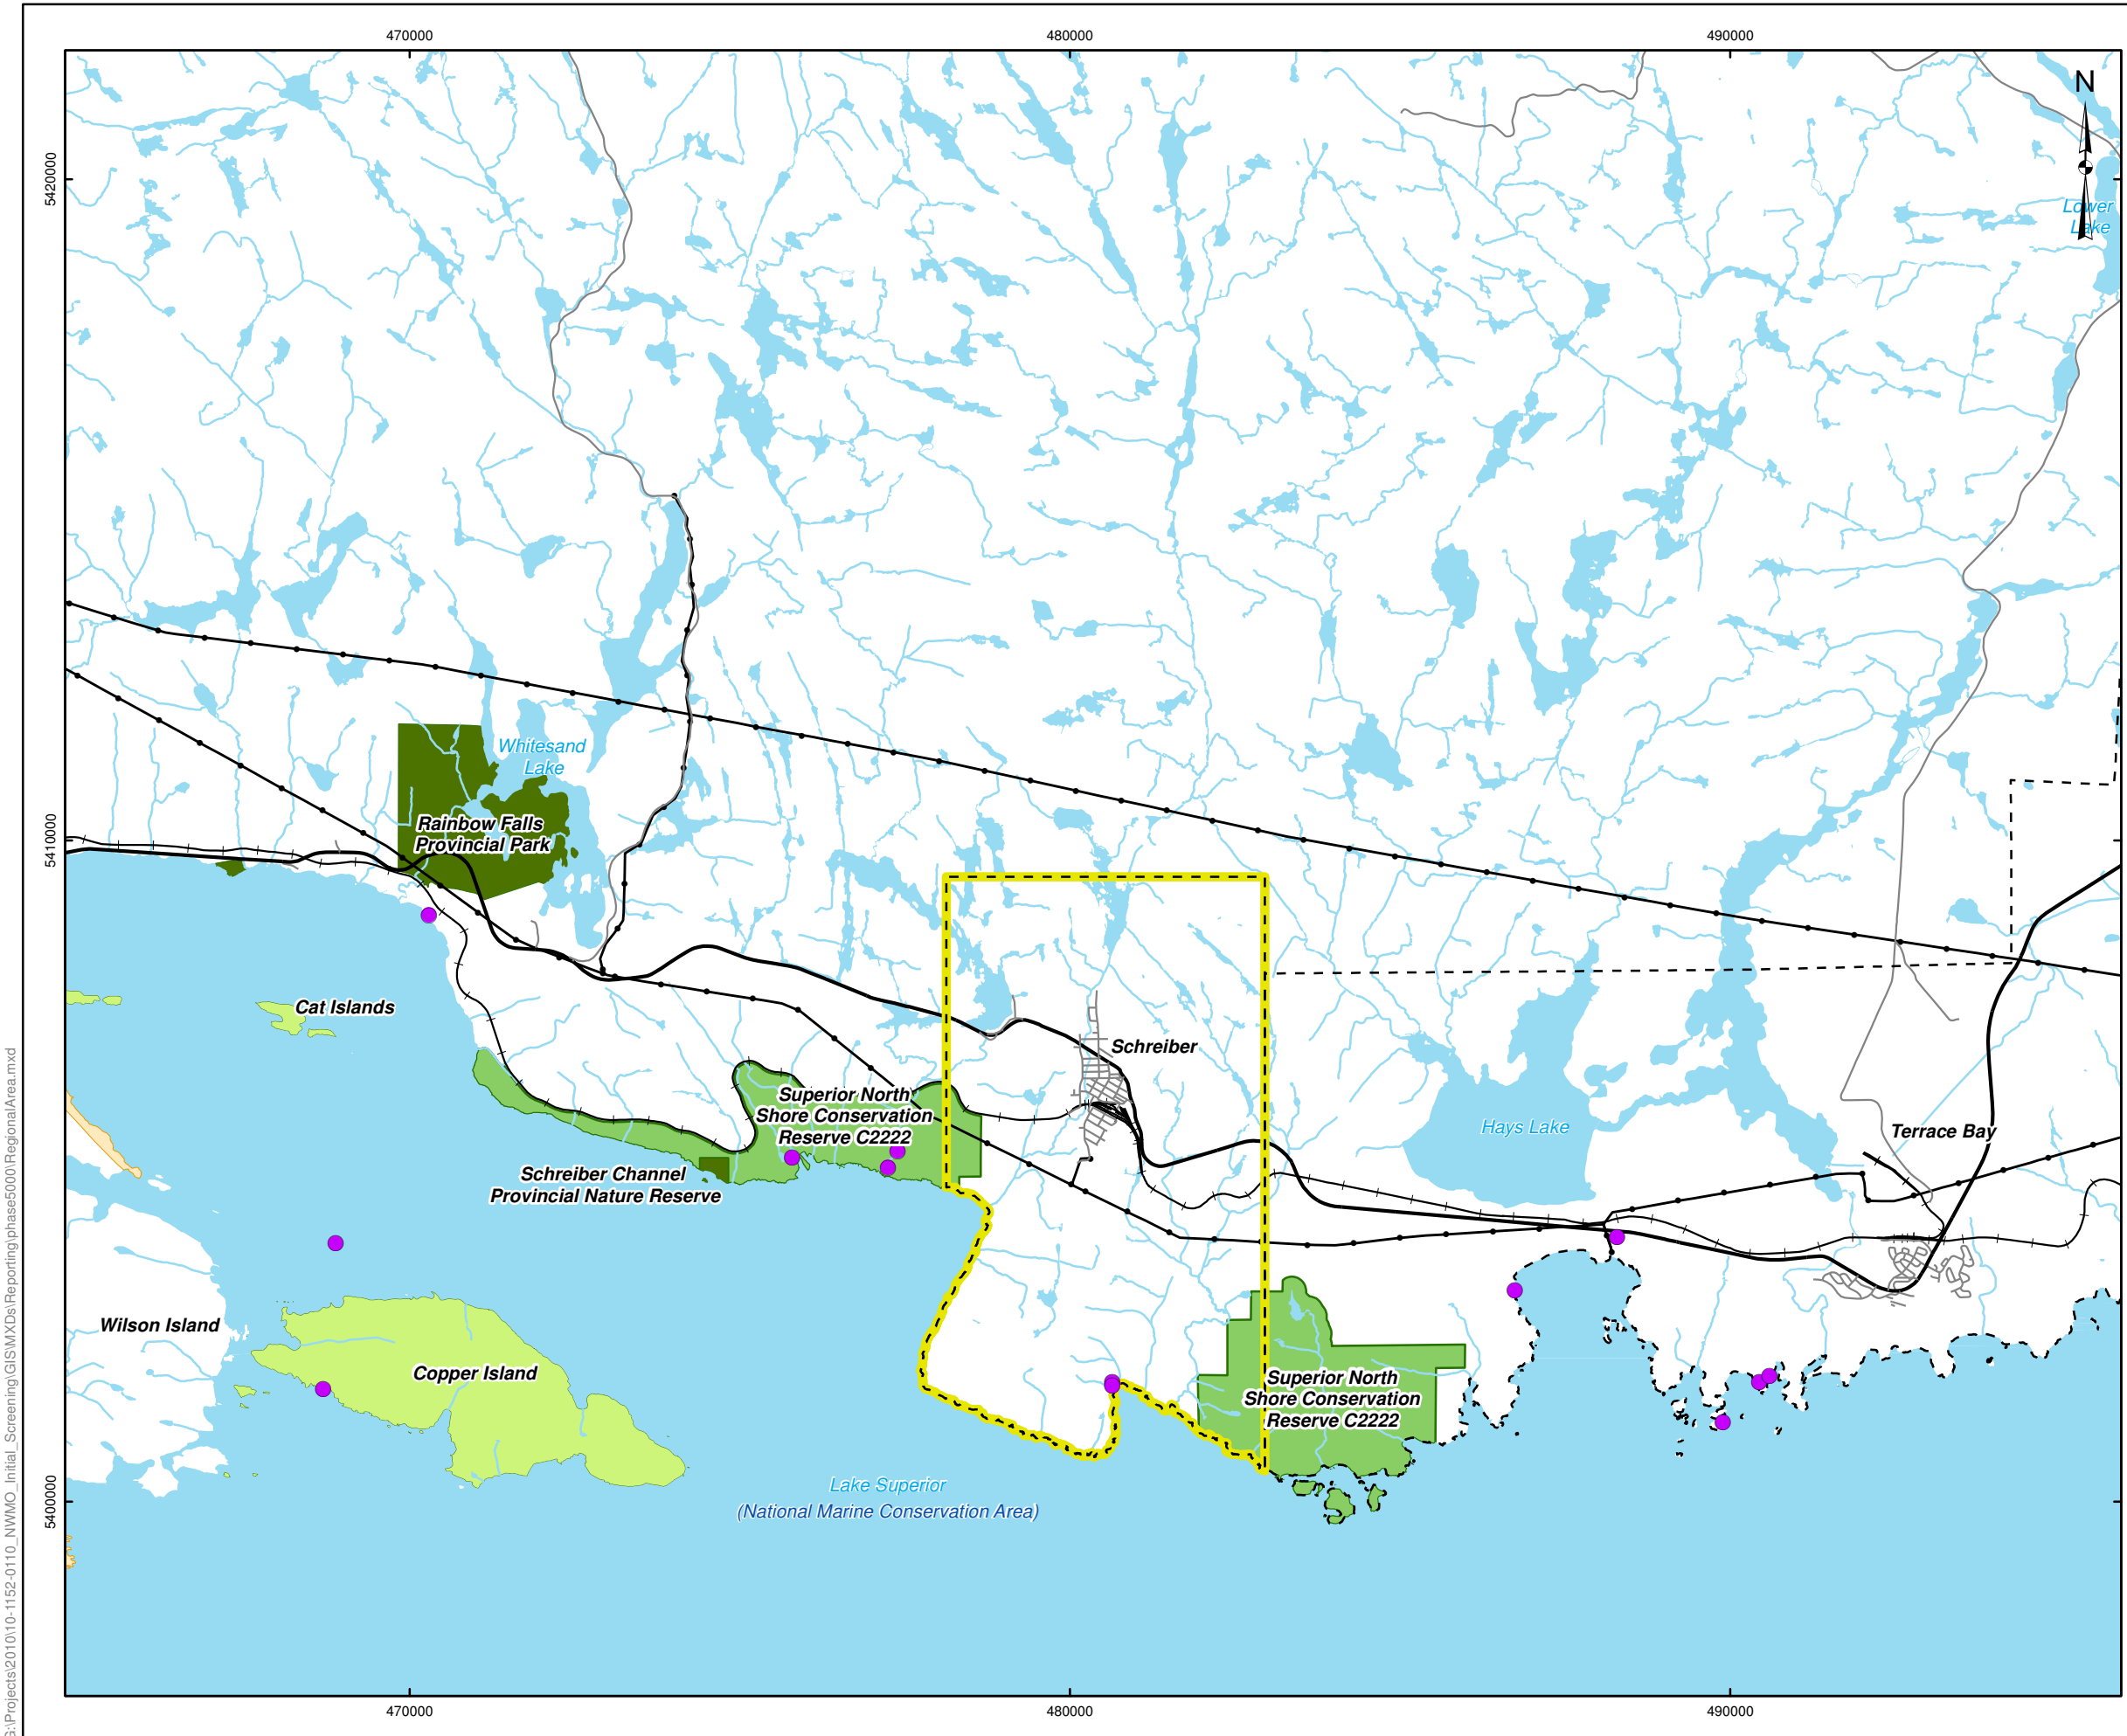 470000
480000
490000
N
5420000
Lower
Lake
Whitesand
Lake
Rainbow Falls
Provincial Park
5410000
Cat Islands
Schreiber
Superior North
Shore Conservation
Reserve C2222
Hays Lake
Terrace Bay
Schreiber Channel
Provincial Nature Reserve
Wilson Island
Copper Island
Superior North
Shore Conservation
Reserve C2222
Lake Superior
(National Marine Conservation Area)
5400000
470000
480000
490000
G:\Projects\2010\10-1152-0110_NWMO_Initial_Screening\GIS\MXDs\Reporting\phase5000\RegionalArea.mxd